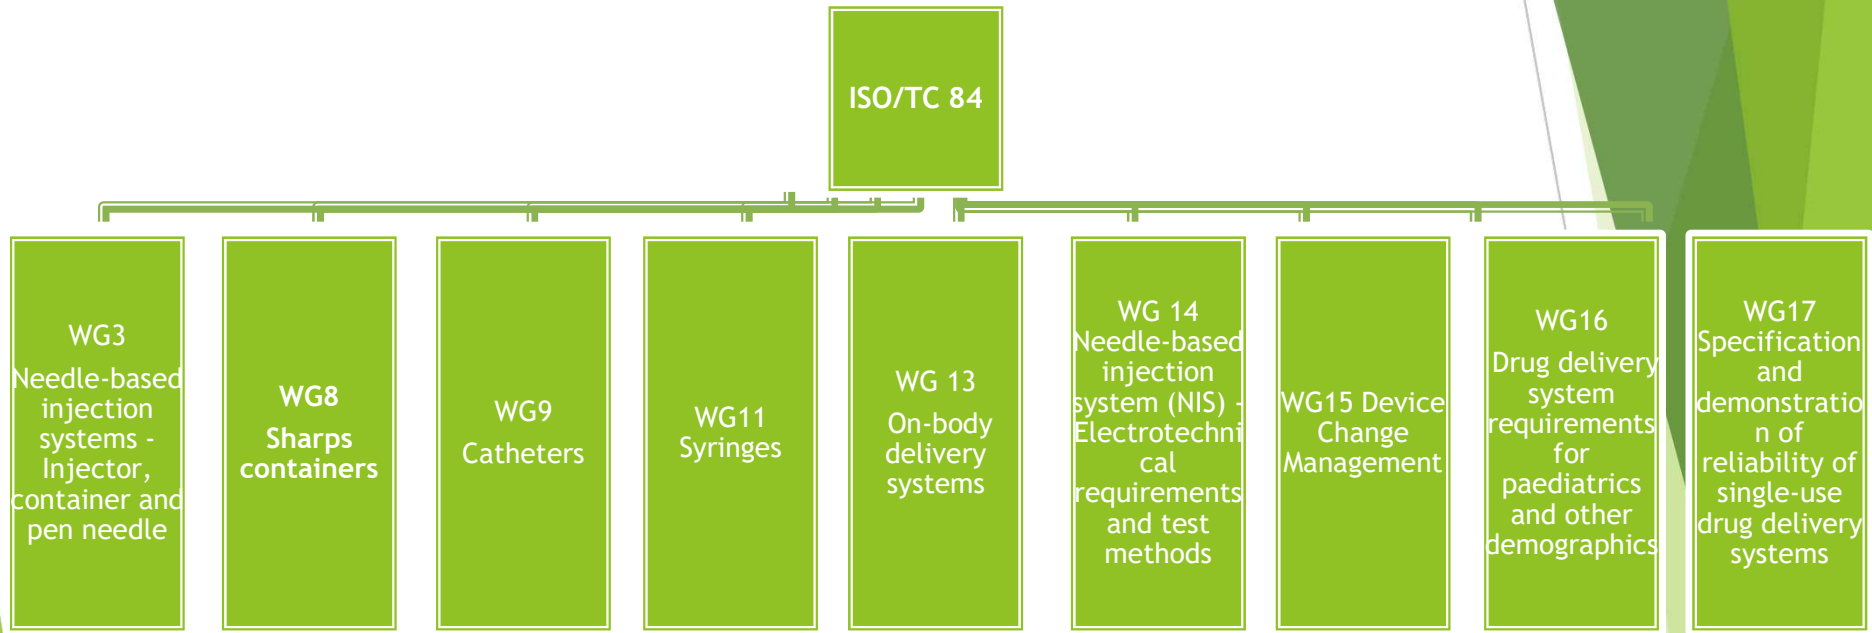 ISO/TC 84
WG3
Needle-based
injection
systems -
Injector,
container and
pen needle
WG8
Sharps
containers
WG9
Catheters
WG11
Syringes
WG 13
On-body
delivery
systems
WG 14
Needle-based
injection
system (NIS) -
Electrotechni
cal
requirements
and test
methods
WG15 Device
Change
Management
WG16
Drug delivery
system
requirements
for
paediatrics
and other
demographics
WG17
Specification
and
demonstratio
n of
reliability of
single-use
drug delivery
systems